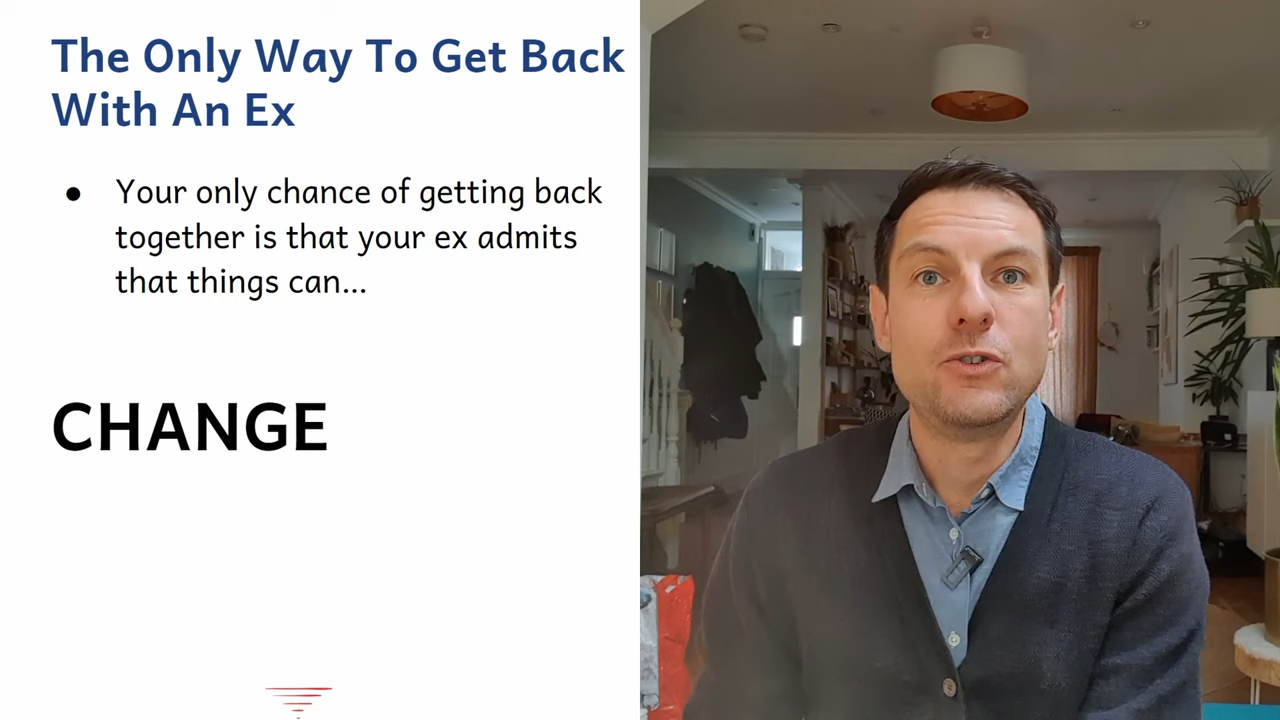 The Only Way To Get Back
With An Ex
● Your only chance of getting back
together is that your ex admits
that things can...
CHANGE